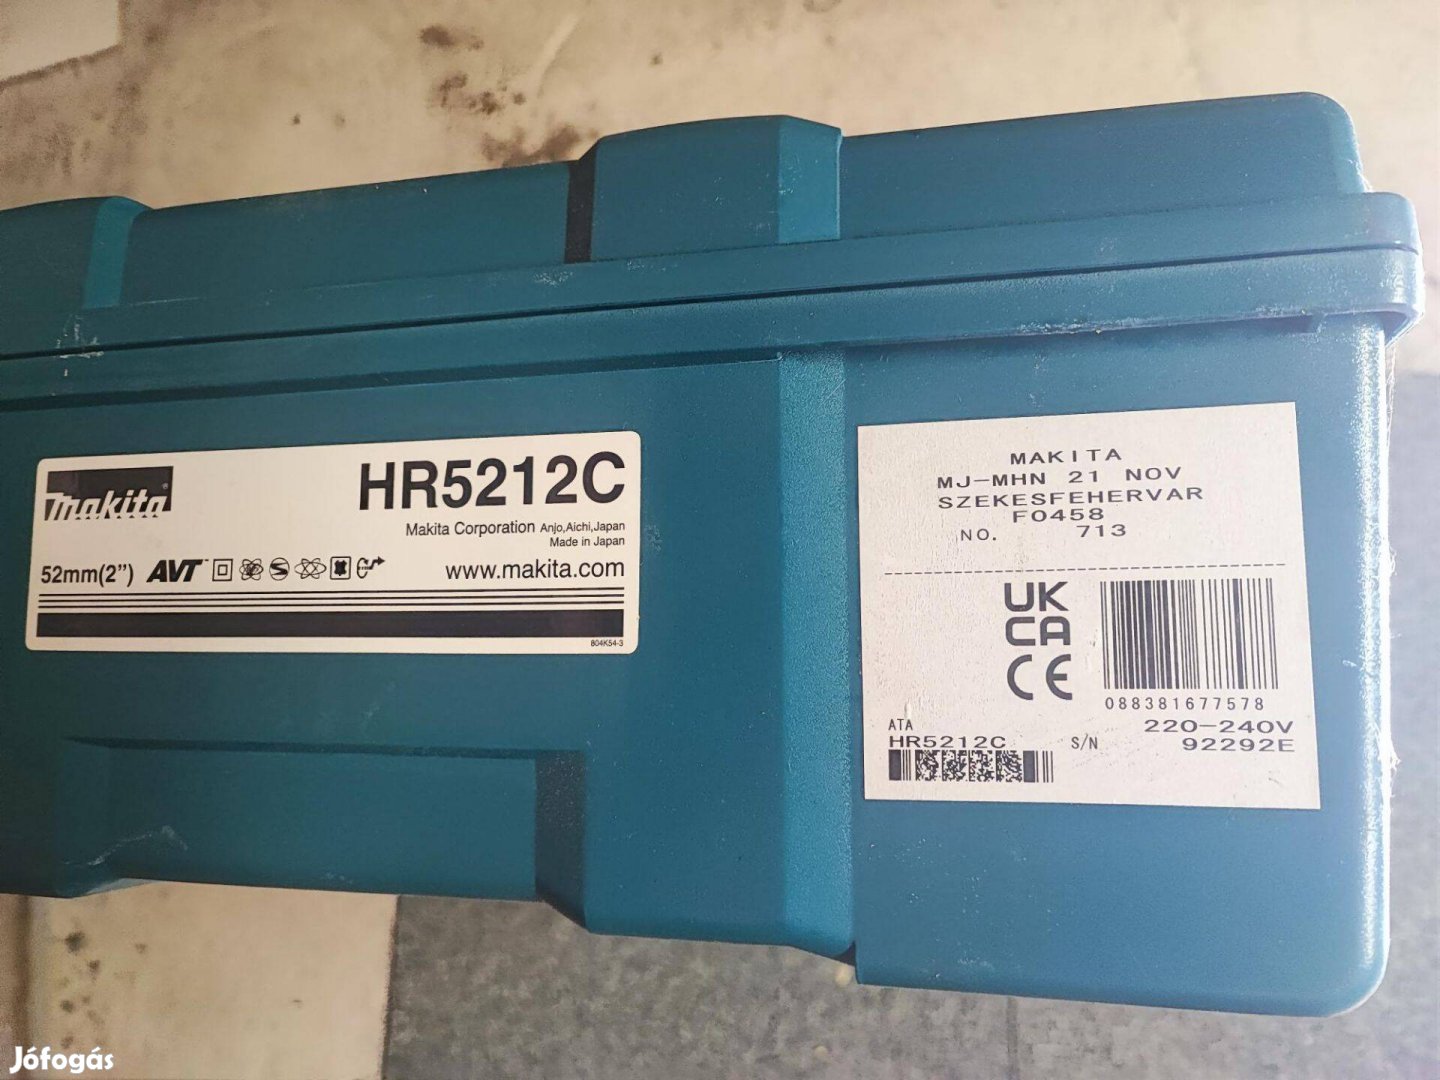 makita®
HR5212C
Makita Corporation Anjo,Aichi,Japan
Made in Japan
52mm(2") AVT™
www.makita.com
804K54-3
MAKITA
MJ-MHN 21 NOV
SZEKESFEHERVAR
F0458
NO. 713
UK
CA
CE
088381677578
ATA
220-240V
HR5212C S/N 92292E
Jófogás